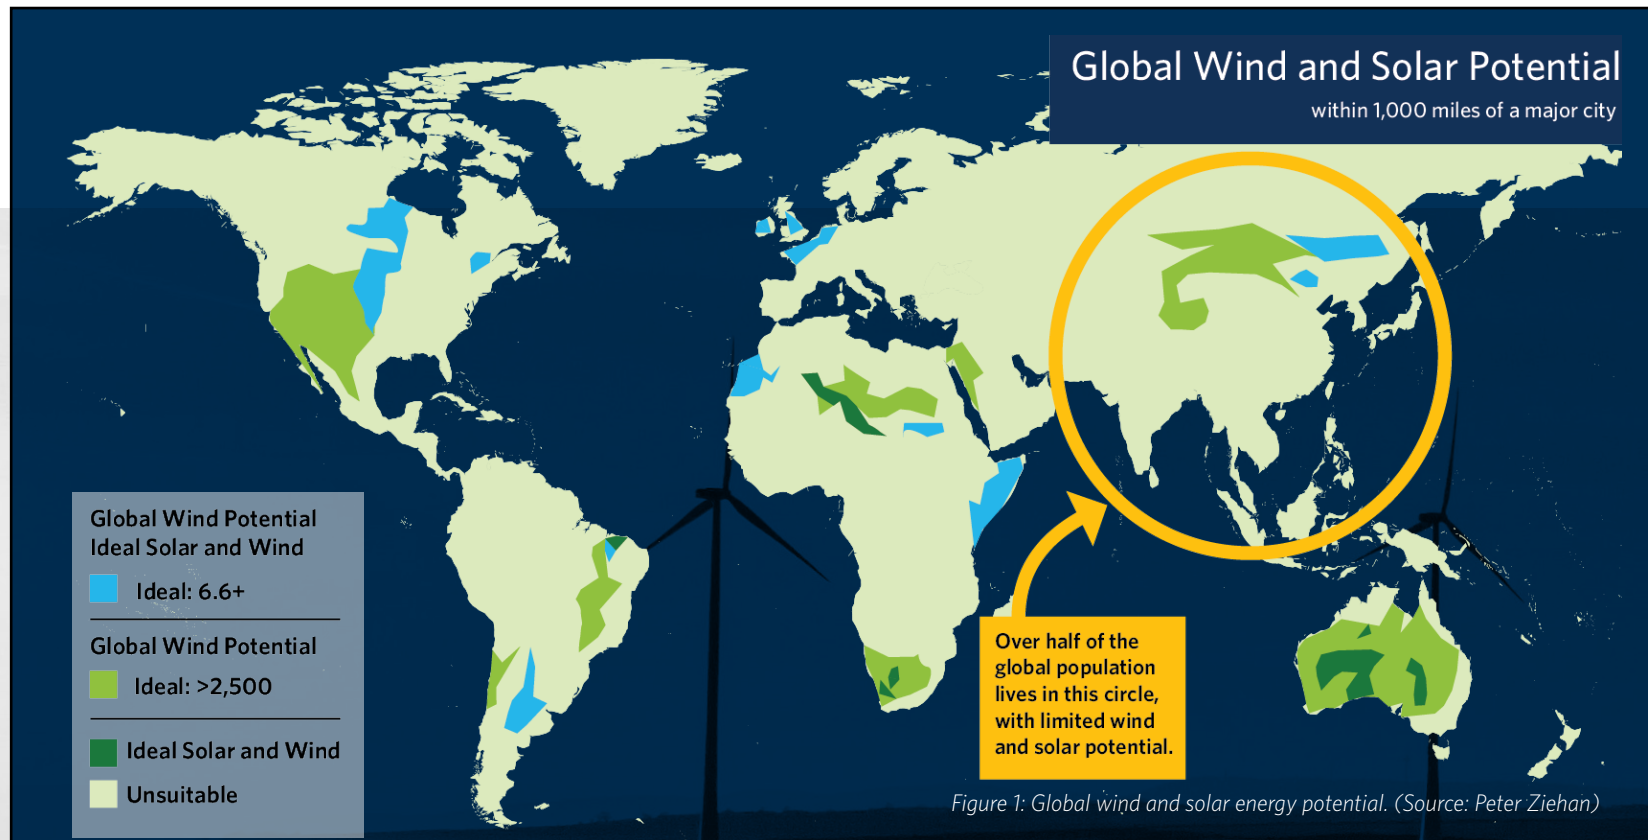 Global Wind and Solar Potential
within 1,000 miles of a major city
Global Wind Potential
Ideal Solar and Wind
Ideal: 6.6+
Global Wind Potential
Ideal: >2,500
Ideal Solar and Wind
Unsuitable
Over half of the
global population
lives in this circle,
with limited wind
and solar potential.
Figure 1: Global wind and solar energy potential. (Source: Peter Ziehan)